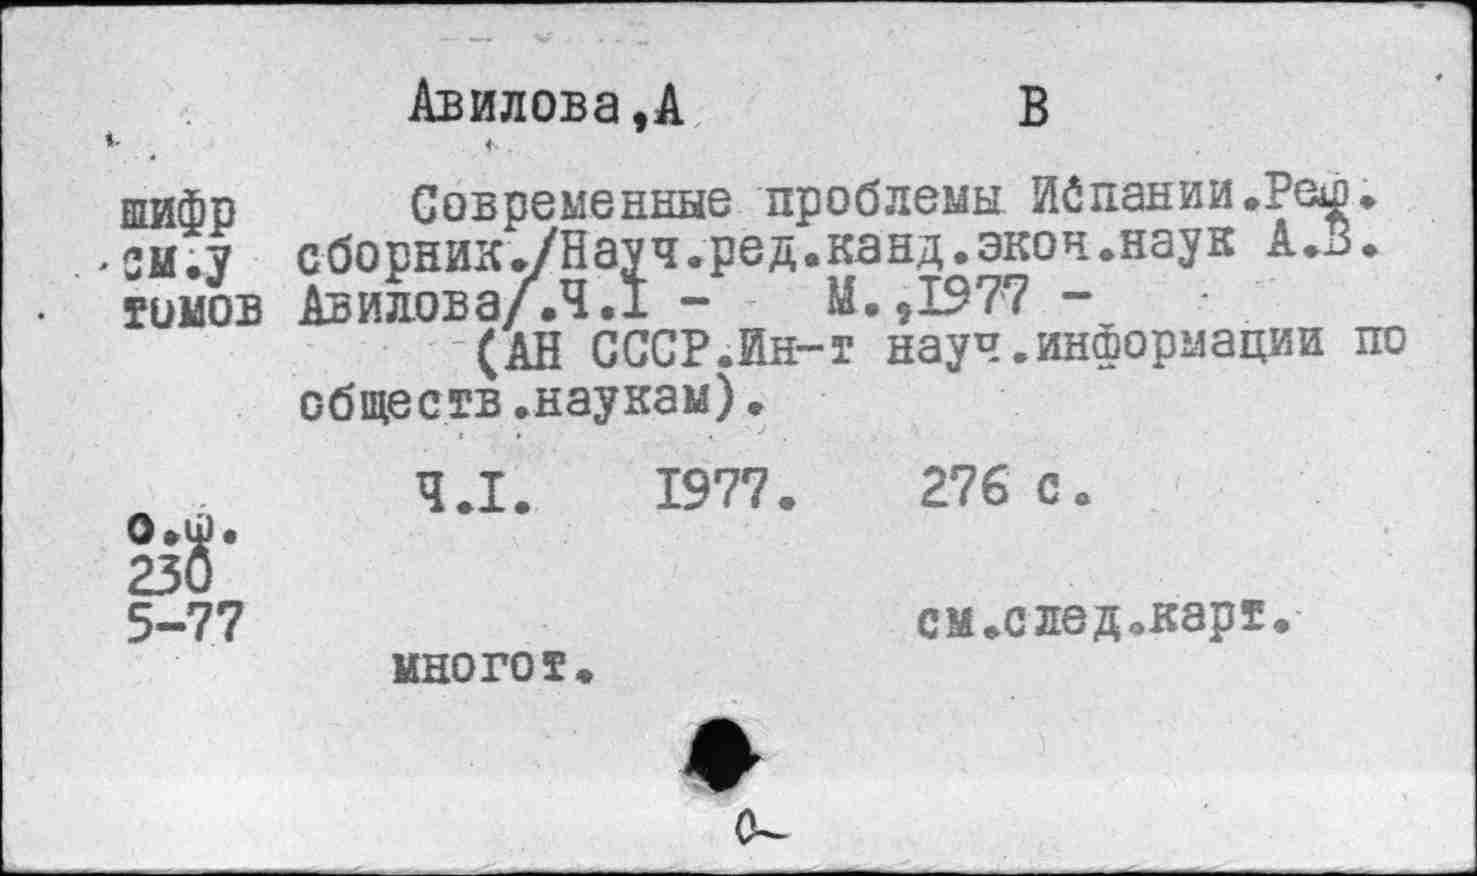 Авилова,А В
шифр Современные проблемы Испании.Реф.
см.у сборник./Науч.ред.канд.экон.наук А.В.
томов Авилова/.Ч.I - М.,1977 -
(АН СССР.Ин-т науч.информации по
обществ.наукам).
Ч.I. 1977. 276 с.
О.Ф.
230
5-77 см.след.карт.
многот.